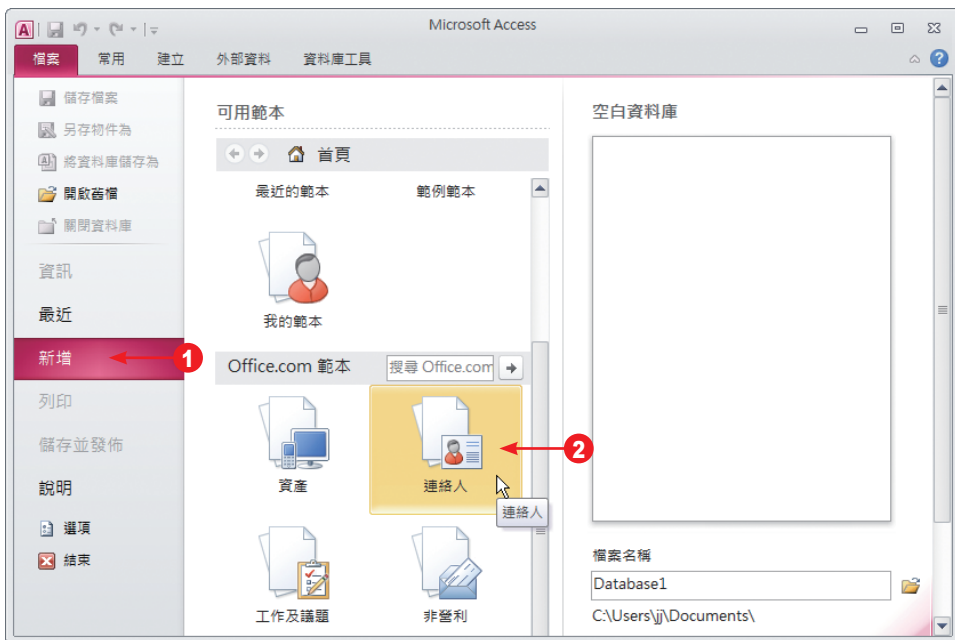 Microsoft Access
檔案 常用 建立 外部資料 資料庫工具
儲存檔案
另存物件為
將資料庫儲存為
開啟舊檔
關閉資料庫
資訊
最近
新增
列印
儲存並發佈
說明
選項
結束
1
可用範本
首頁
最近的範本 範例範本
我的範本
Office.com 範本 搜尋 Office.com
資產 連絡人
2
連絡人
工作及議題 非營利
空白資料庫
檔案名稱
Database1
C:\Users\jj\Documents\